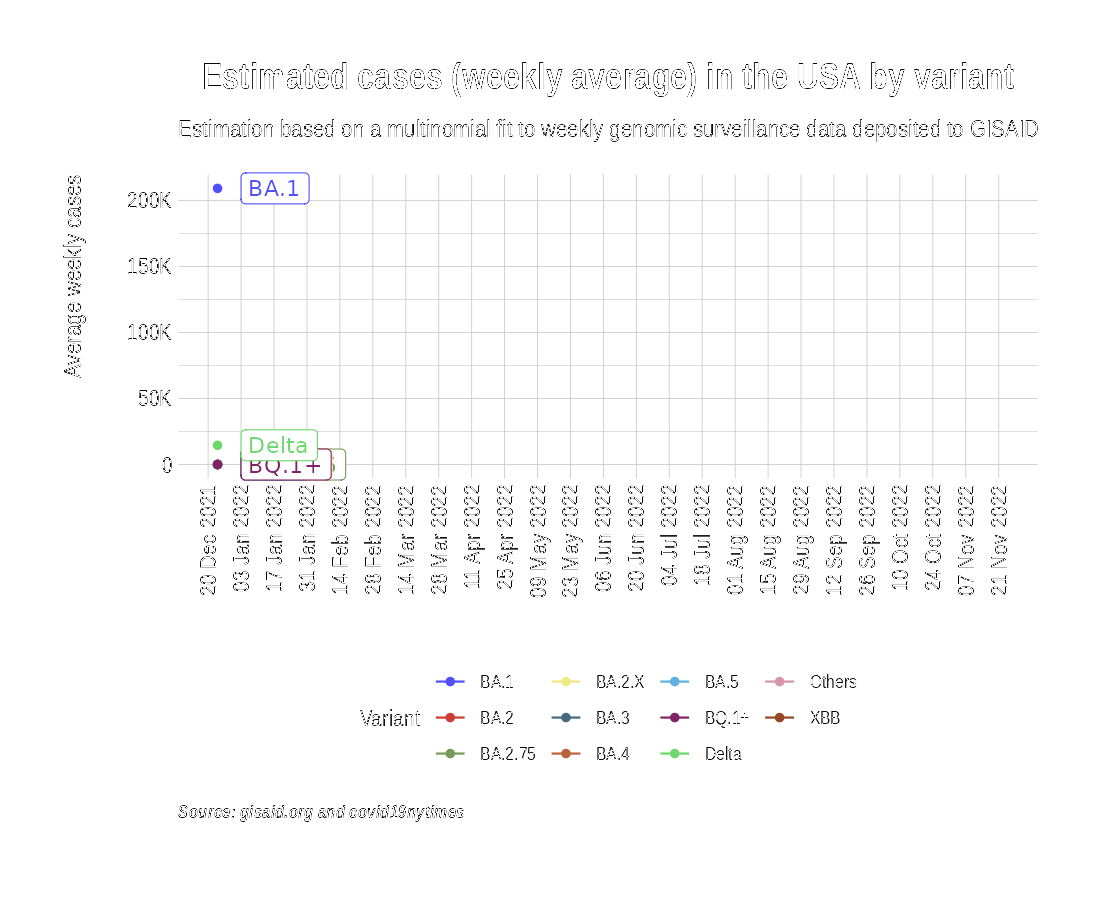 Estimated cases (weekly average) in the USA by variant
Estimation based on a multinomial fit to weekly genomic surveillance data deposited to GISAID
Average weekly cases
200K
150K
100K
50K
0
BA.1
Delta
BQ.1+
20 Dec 2021
03 Jan 2022
17 Jan 2022
31 Jan 2022
14 Feb 2022
28 Feb 2022
14 Mar 2022
28 Mar 2022
11 Apr 2022
25 Apr 2022
09 May 2022
23 May 2022
06 Jun 2022
20 Jun 2022
04 Jul 2022
18 Jul 2022
01 Aug 2022
15 Aug 2022
29 Aug 2022
12 Sep 2022
26 Sep 2022
10 Oct 2022
24 Oct 2022
07 Nov 2022
21 Nov 2022
Variant
BA.1
BA.2
BA.2.75
BA.2.X
BA.3
BA.4
BA.5
BQ.1+
Delta
Others
XBB
Source: gisaid.org and covid19nytimes